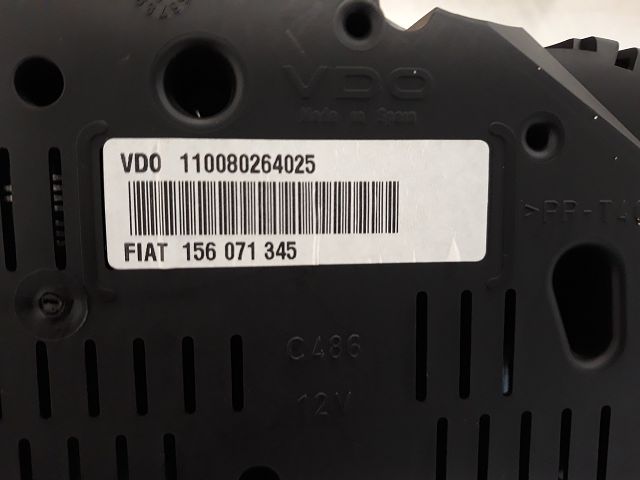 VDO
Made in Spain
VDO 110080264025
FIAT 156 071 345
>PP-T4
C486
12V